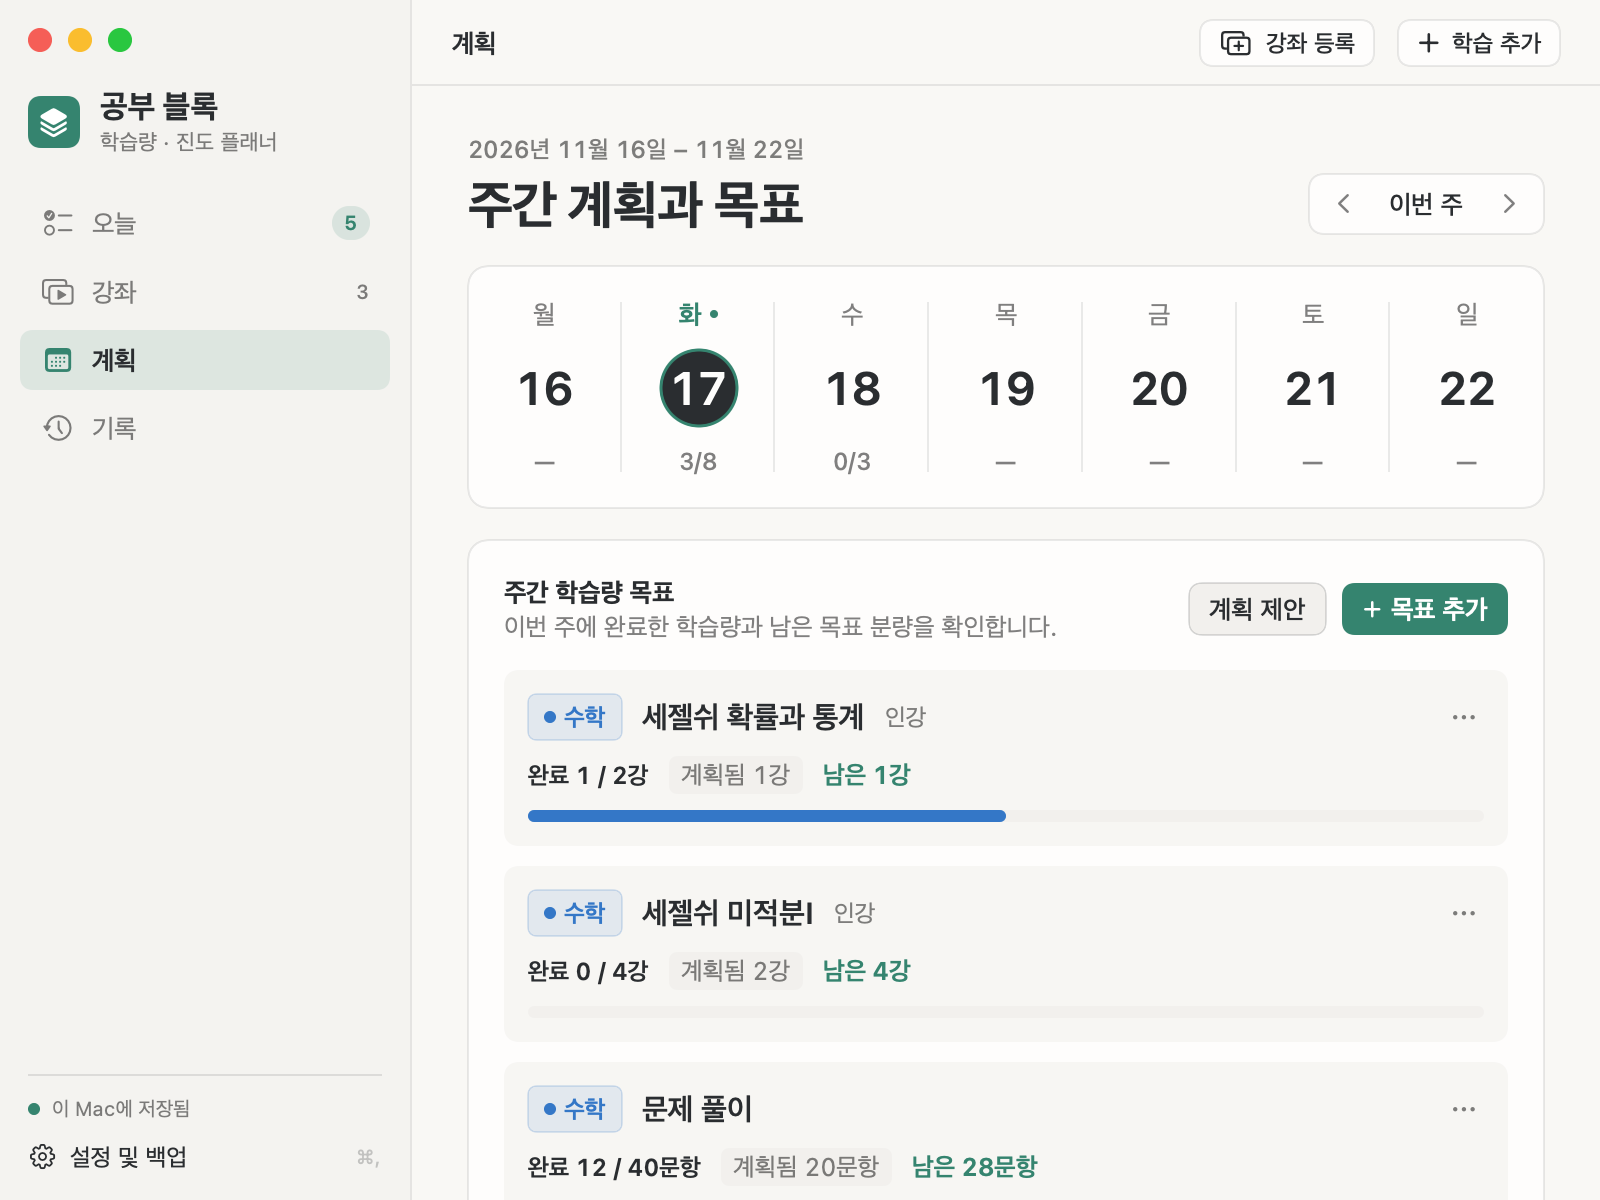 공부 블록
학습량 · 진도 플래너
오늘 5
강좌 3
계획
기록
이 Mac에 저장됨
설정 및 백업 ⌘,
계획
강좌 등록
+ 학습 추가
2026년 11월 16일 – 11월 22일
주간 계획과 목표
이번 주
월 화 수 목 금 토 일
16 17 18 19 20 21 22
– 3/8 0/3 – – – –
주간 학습량 목표
이번 주에 완료한 학습량과 남은 목표 분량을 확인합니다.
계획 제안
+ 목표 추가
수학 세젤쉬 확률과 통계 인강 ···
완료 1 / 2강 계획됨 1강 남은 1강
수학 세젤쉬 미적분I 인강 ···
완료 0 / 4강 계획됨 2강 남은 4강
수학 문제 풀이 ···
완료 12 / 40문항 계획됨 20문항 남은 28문항